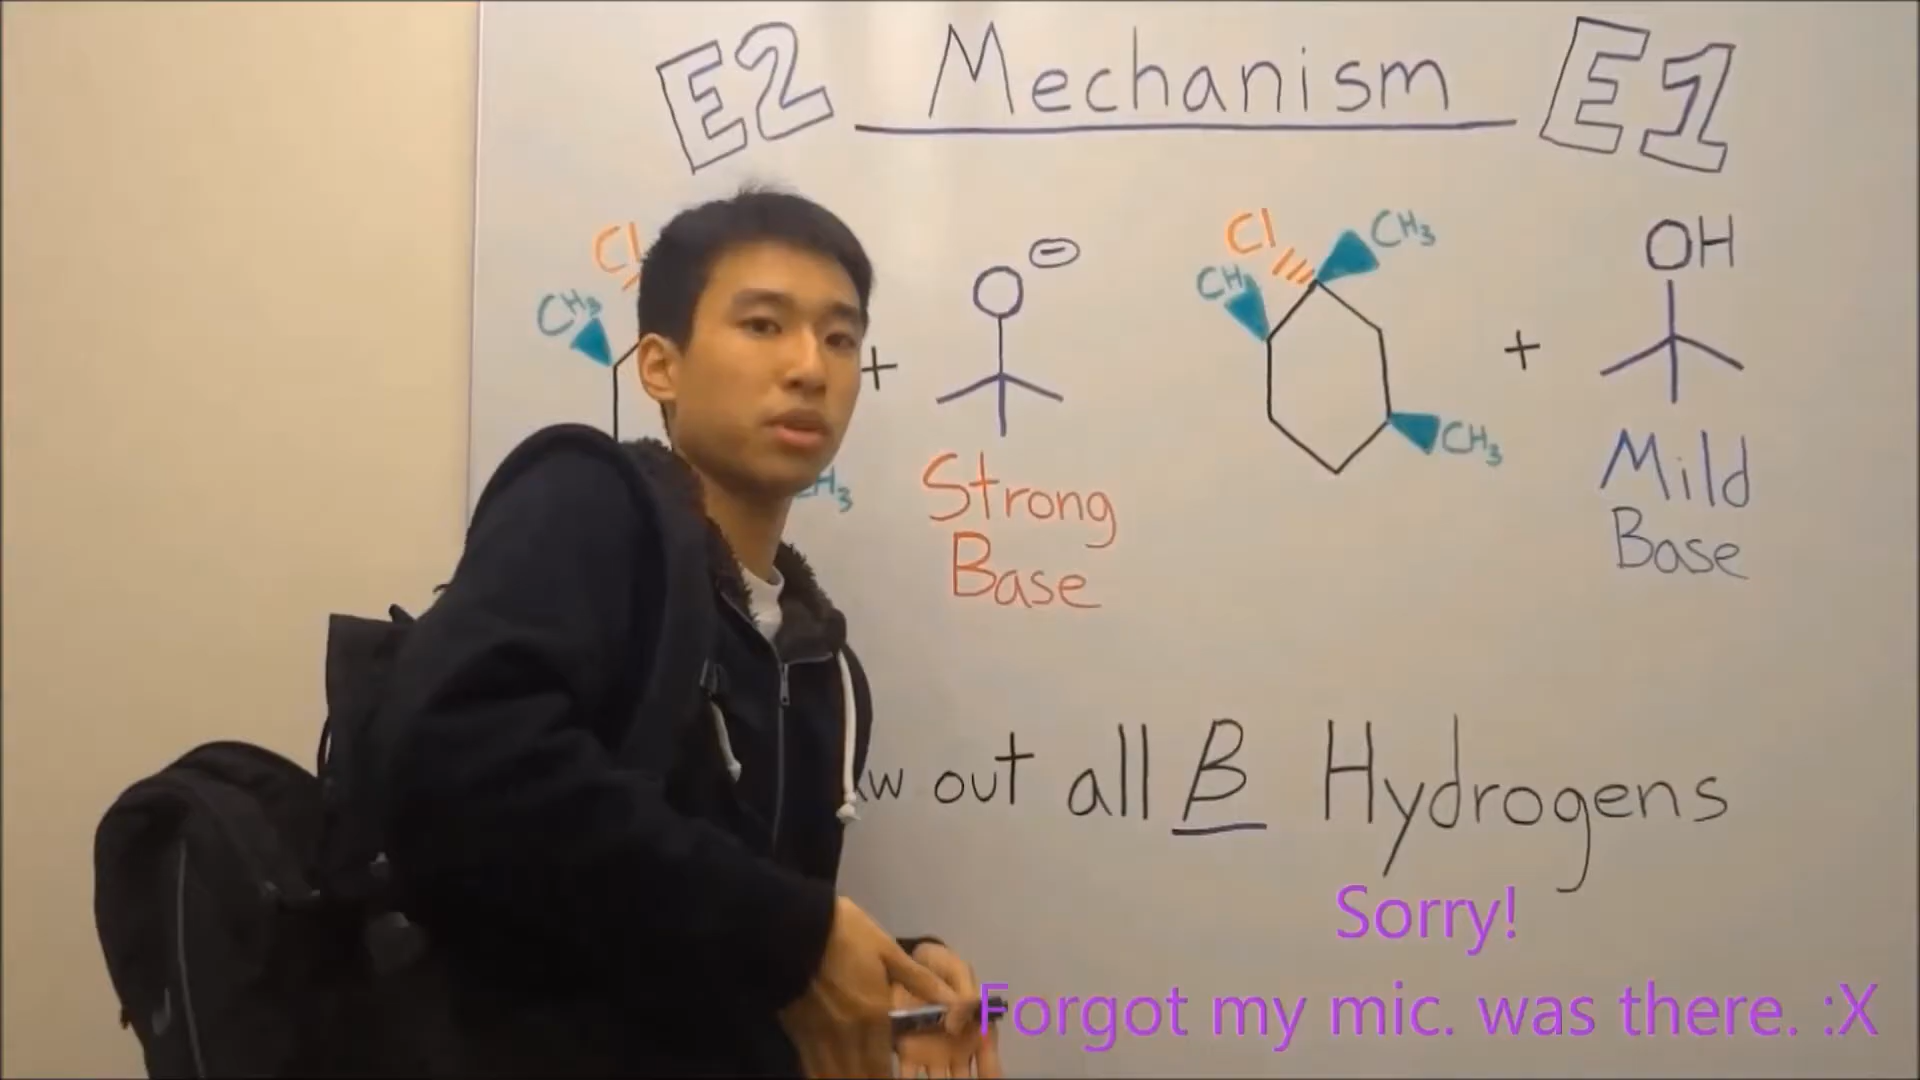 E2 Mechanism E1
Cl
CH3
CH3
O ⊖
+
Strong
Base
Cl CH3
CH3
CH3
+
OH
Mild
Base
out all β Hydrogens
Sorry!
Forgot my mic. was there. :X